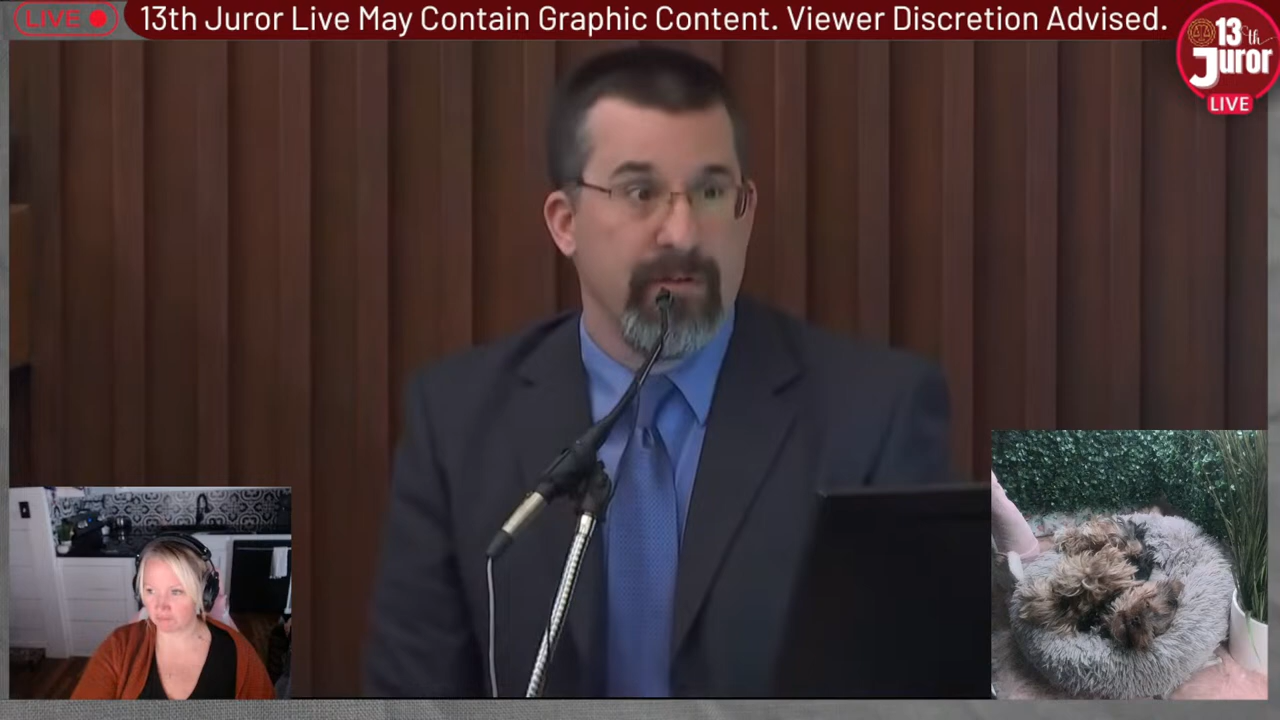 LIVE
13th Juror Live May Contain Graphic Content. Viewer Discretion Advised.
13th
Juror
LIVE